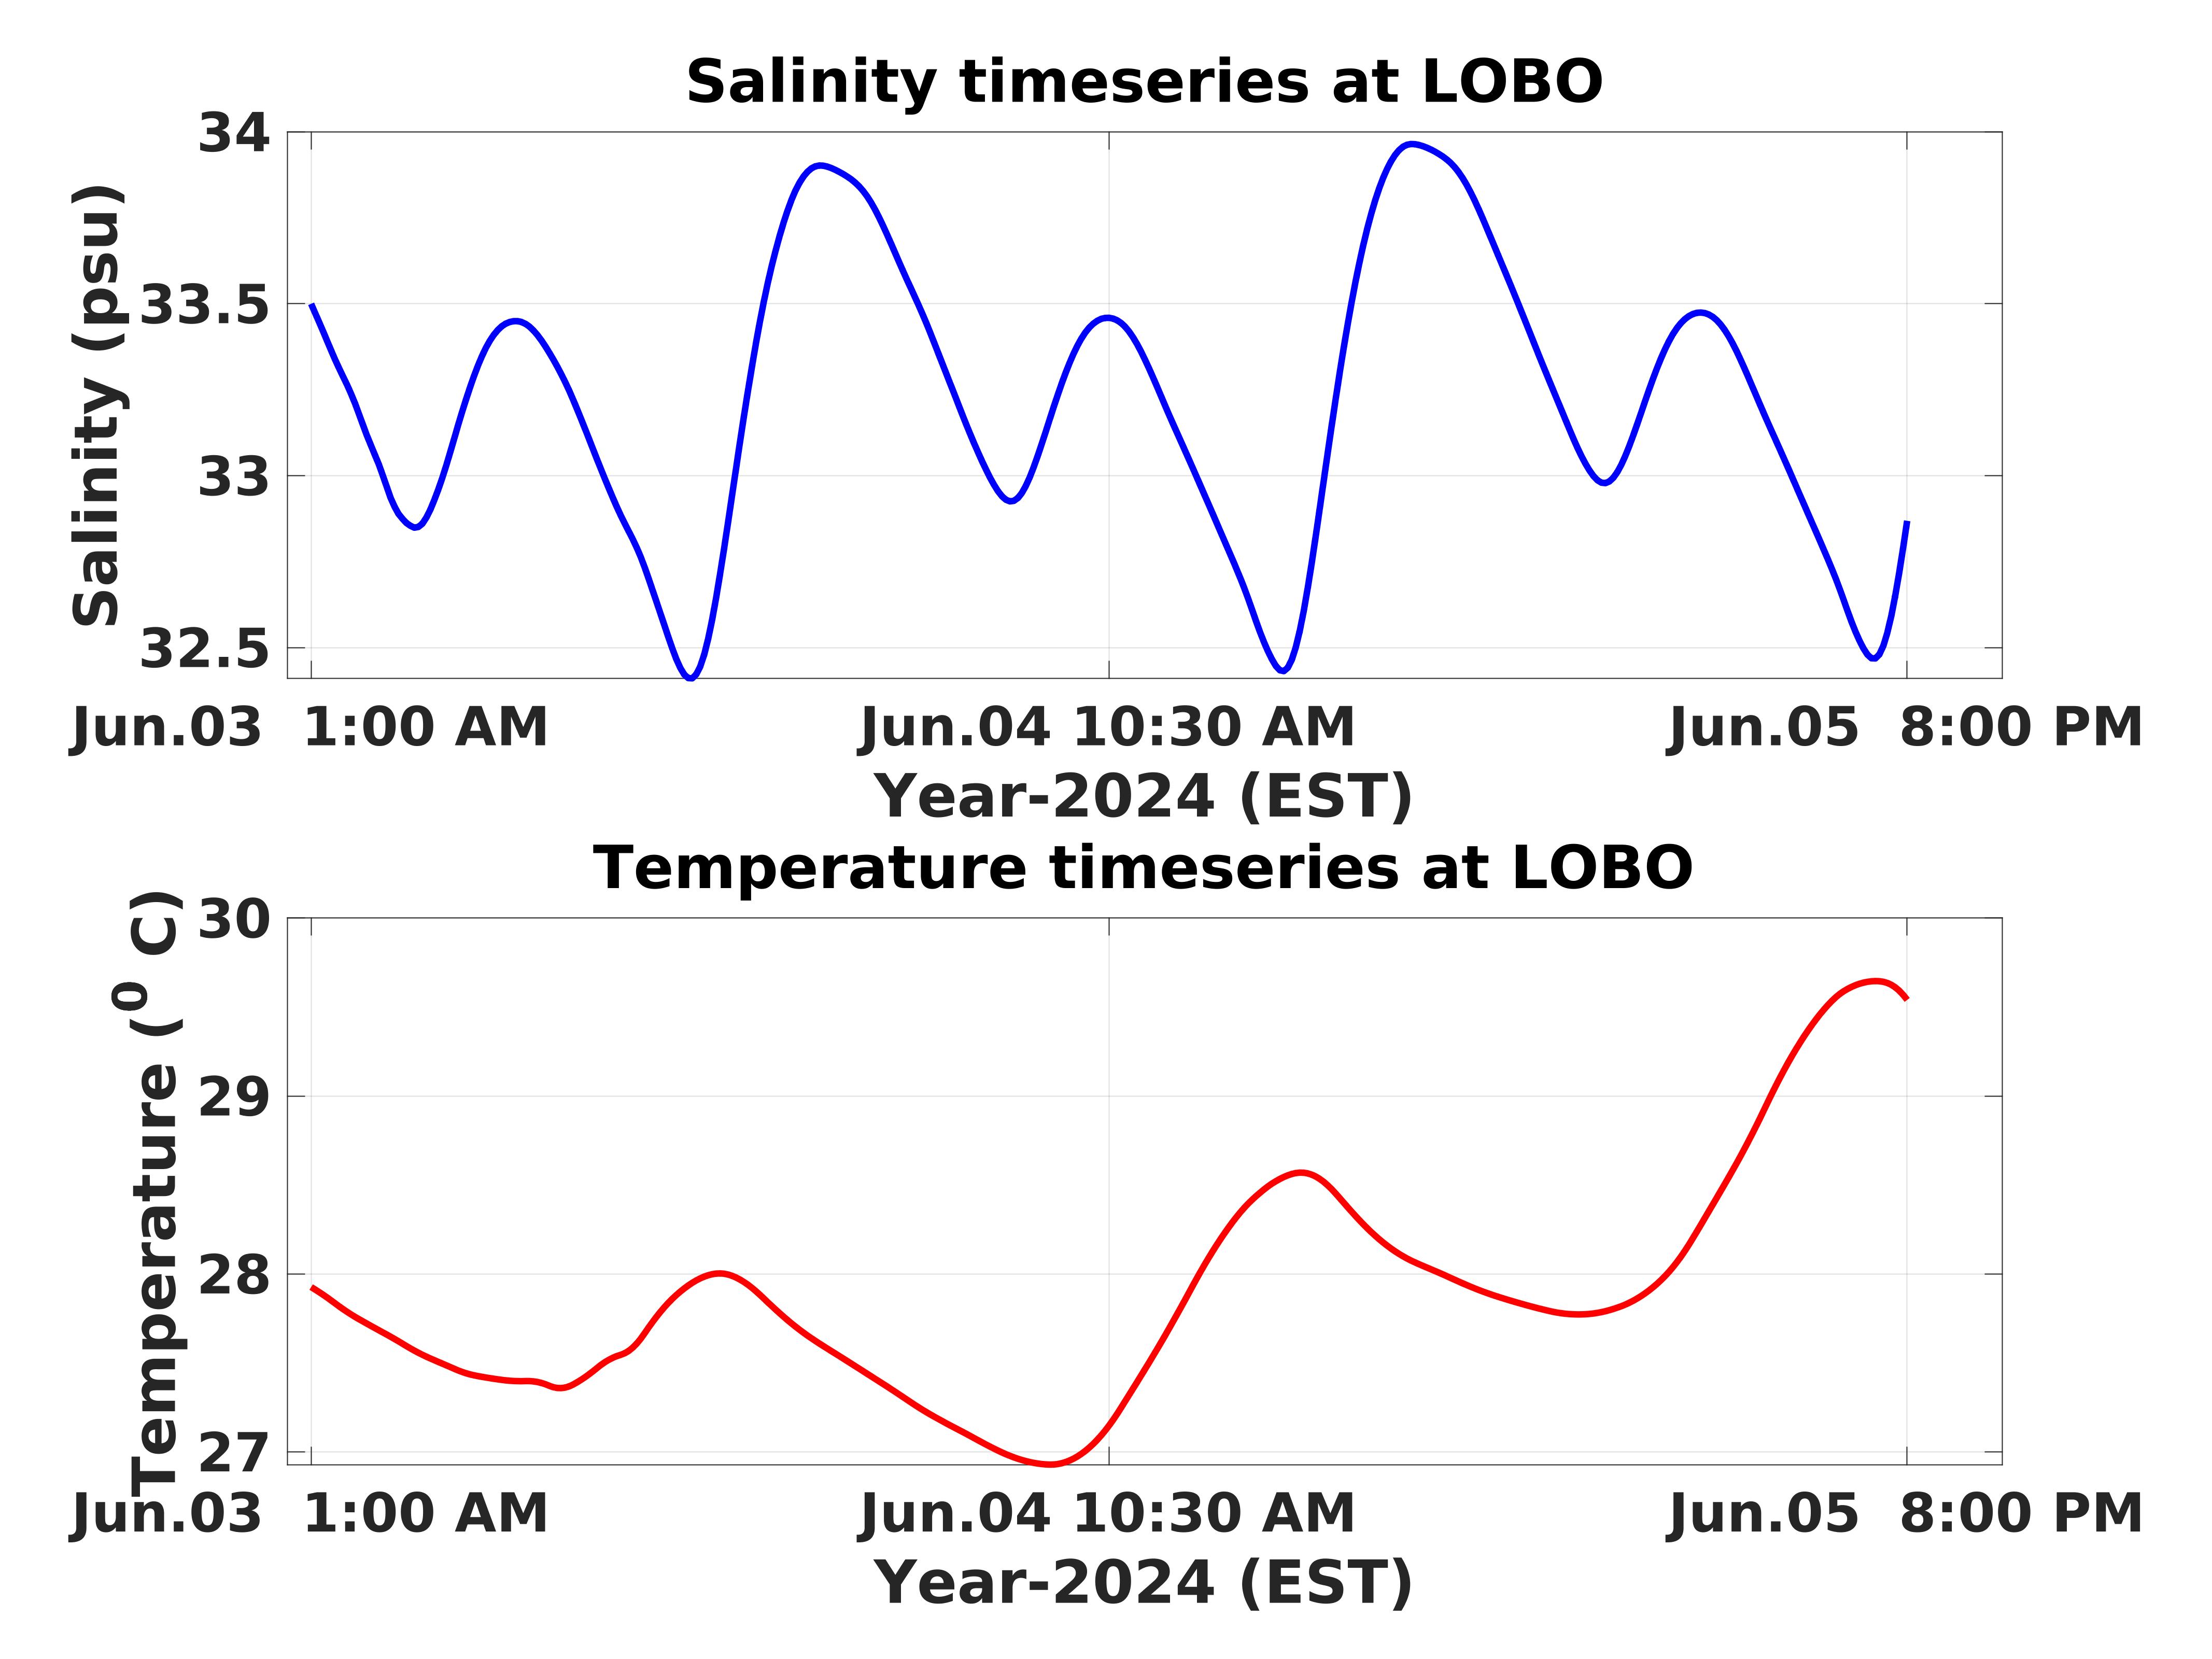 Salinity timeseries at LOBO
Salinity (psu)
34
33.5
33
32.5
Jun.03 1:00 AM Jun.04 10:30 AM Jun.05 8:00 PM
Year-2024 (EST)
Temperature timeseries at LOBO
Temperature (⁰ C)
30
29
28
27
Jun.03 1:00 AM Jun.04 10:30 AM Jun.05 8:00 PM
Year-2024 (EST)